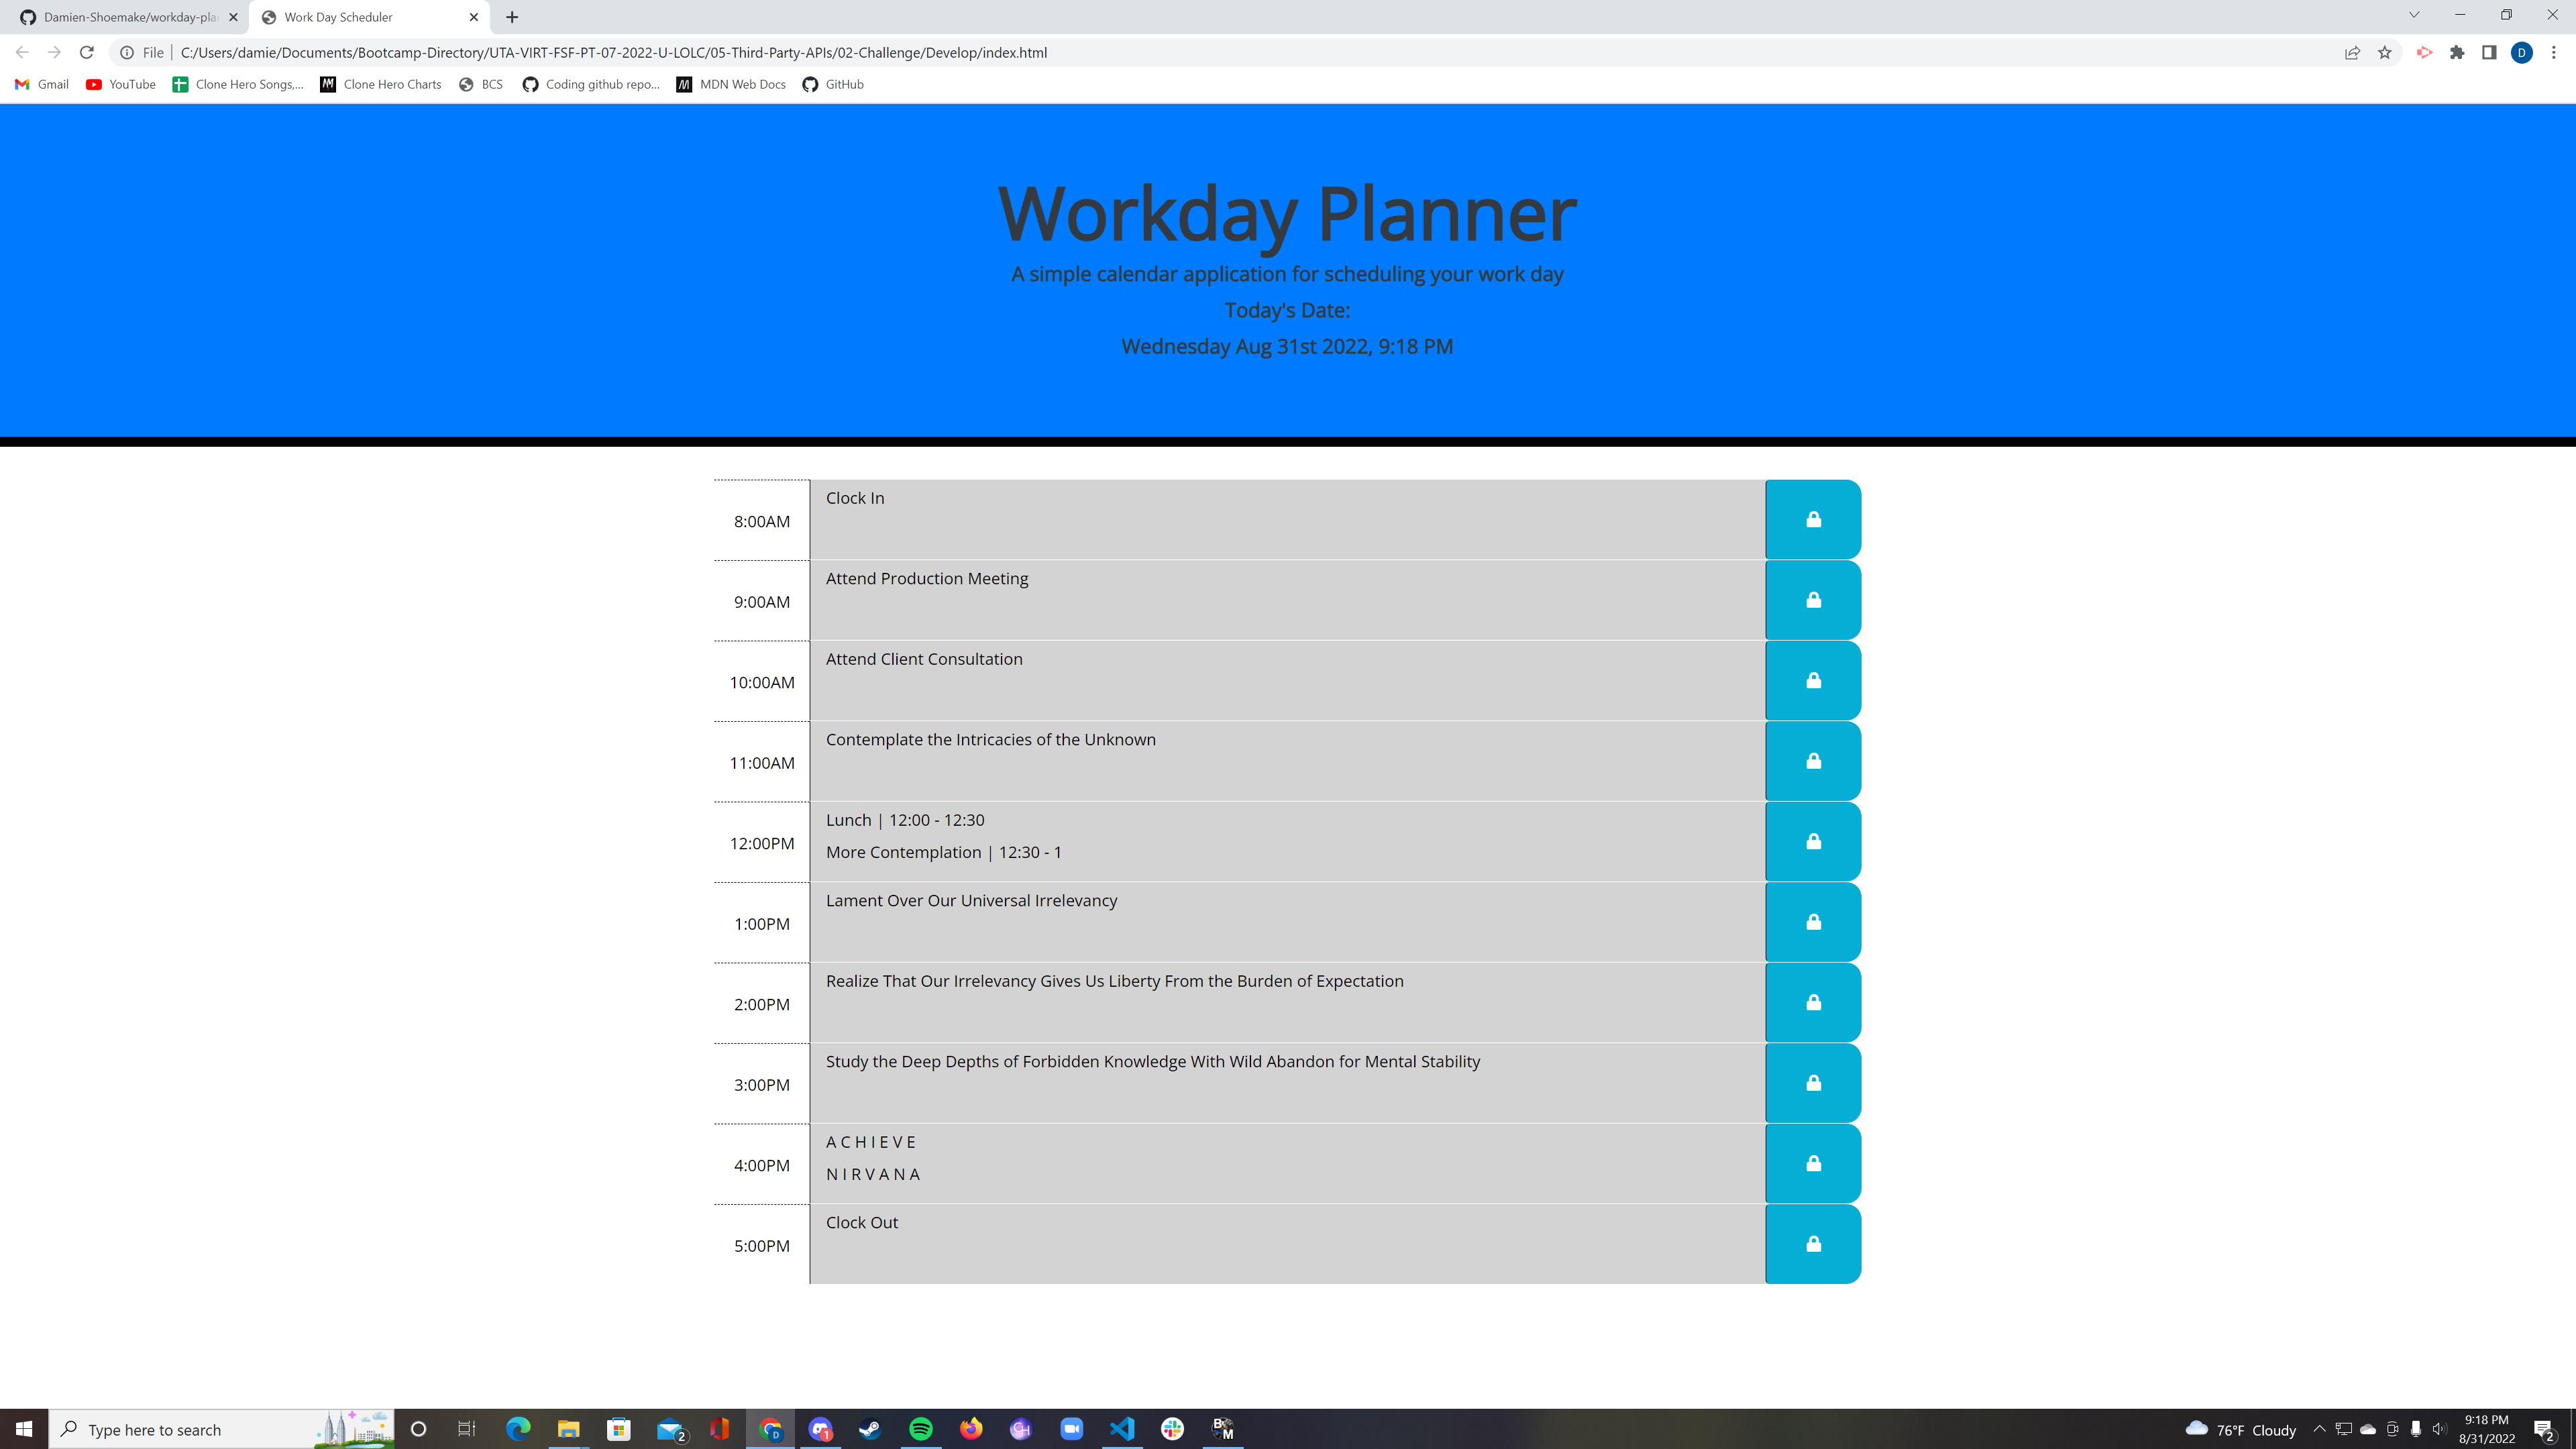 Damien-Shoemake/workday-pla
Work Day Scheduler
File
C:/Users/damie/Documents/Bootcamp-Directory/UTA-VIRT-FSF-PT-07-2022-U-LOLC/05-Third-Party-APIs/02-Challenge/Develop/index.html
D
Gmail
YouTube
Clone Hero Songs,...
Clone Hero Charts
BCS
Coding github repo...
MDN Web Docs
GitHub
Workday Planner
A simple calendar application for scheduling your work day
Today's Date:
Wednesday Aug 31st 2022, 9:18 PM
8:00AM
Clock In
9:00AM
Attend Production Meeting
10:00AM
Attend Client Consultation
11:00AM
Contemplate the Intricacies of the Unknown
12:00PM
Lunch | 12:00 - 12:30
More Contemplation | 12:30 - 1
1:00PM
Lament Over Our Universal Irrelevancy
2:00PM
Realize That Our Irrelevancy Gives Us Liberty From the Burden of Expectation
3:00PM
Study the Deep Depths of Forbidden Knowledge With Wild Abandon for Mental Stability
4:00PM
A C H I E V E
N I R V A N A
5:00PM
Clock Out
Type here to search
2
D
1
CH
B
M
76°F Cloudy
9:18 PM
8/31/2022
2